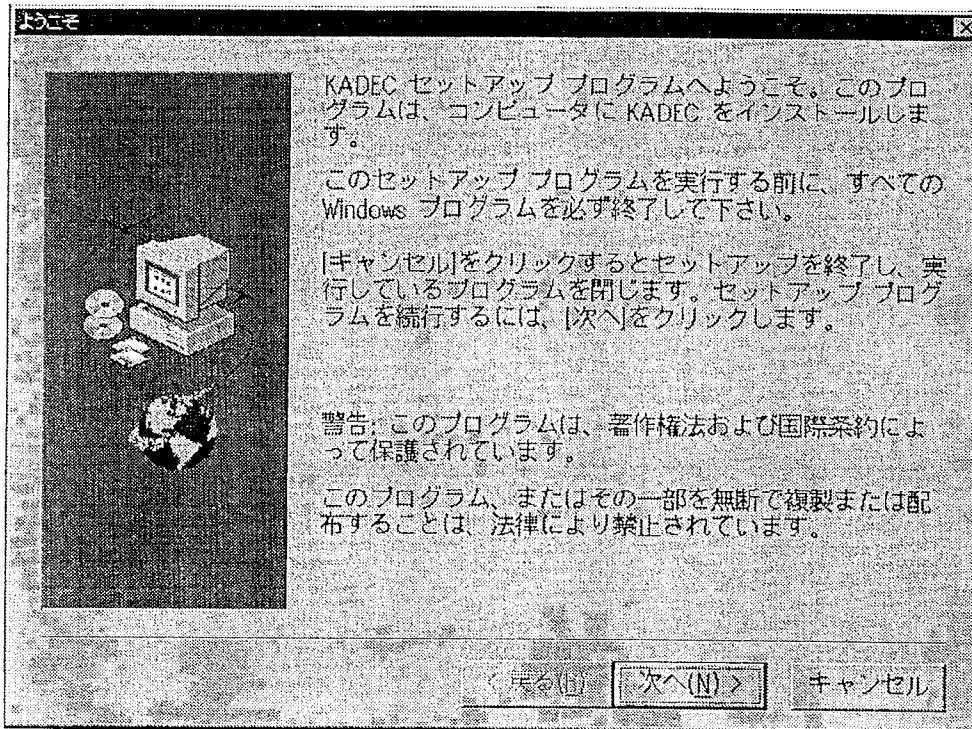 ようこそ
KADEC セットアップ プログラムへようこそ。このプロ
グラムは、コンピュータに KADEC をインストールしま
す。
このセットアップ プログラムを実行する前に、すべての
Windows プログラムを必ず終了して下さい。
[キャンセル]をクリックするとセットアップを終了し、実
行しているプログラムを閉じます。セットアップ プログ
ラムを続行するには、[次へ]をクリックします。
警告: このプログラムは、著作権法および国際条約によ
って保護されています。
このプログラム、またはその一部を無断で複製または配
布することは、法律により禁止されています。
< 戻る(B) 次へ(N) > キャンセル